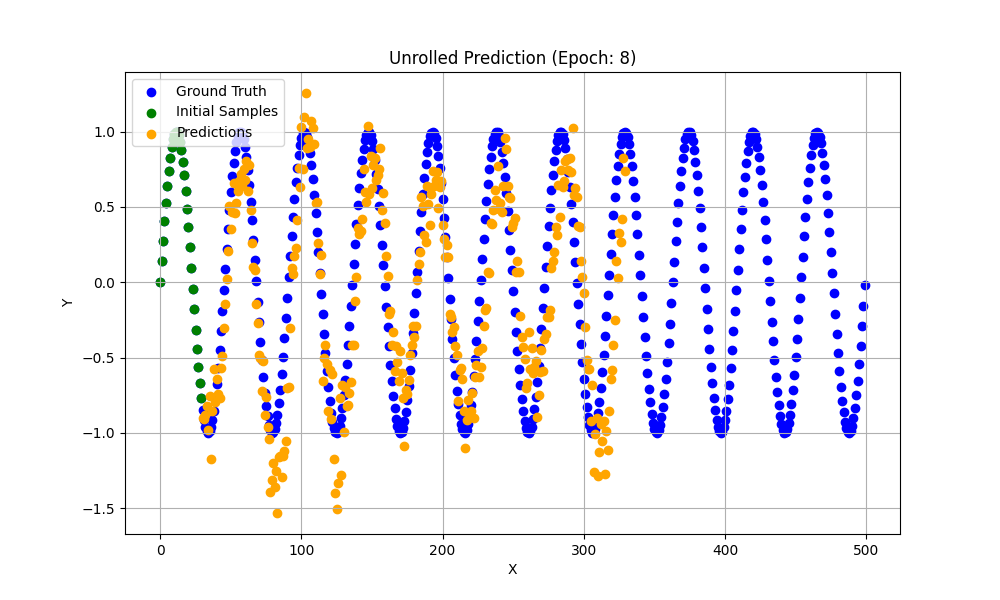 Unrolled Prediction (Epoch: 8)
Ground Truth
Initial Samples
Predictions
1.0
0.5
0.0
−0.5
−1.0
−1.5
Y
0 100 200 300 400 500
X